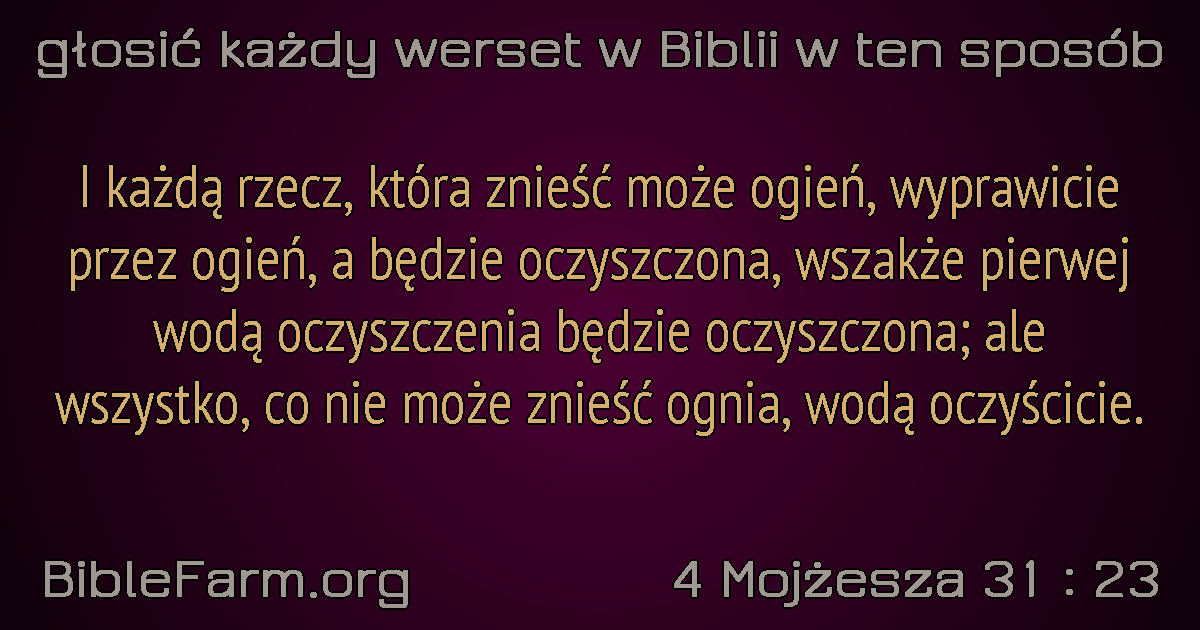 głosić każdy werset w Biblii w ten sposób
I każdą rzecz, która znieść może ogień, wyprawicie
przez ogień, a będzie oczyszczona, wszakże pierwej
wodą oczyszczenia będzie oczyszczona; ale
wszystko, co nie może znieść ognia, wodą oczyścicie.
BibleFarm.org
4 Mojżesza 31 : 23